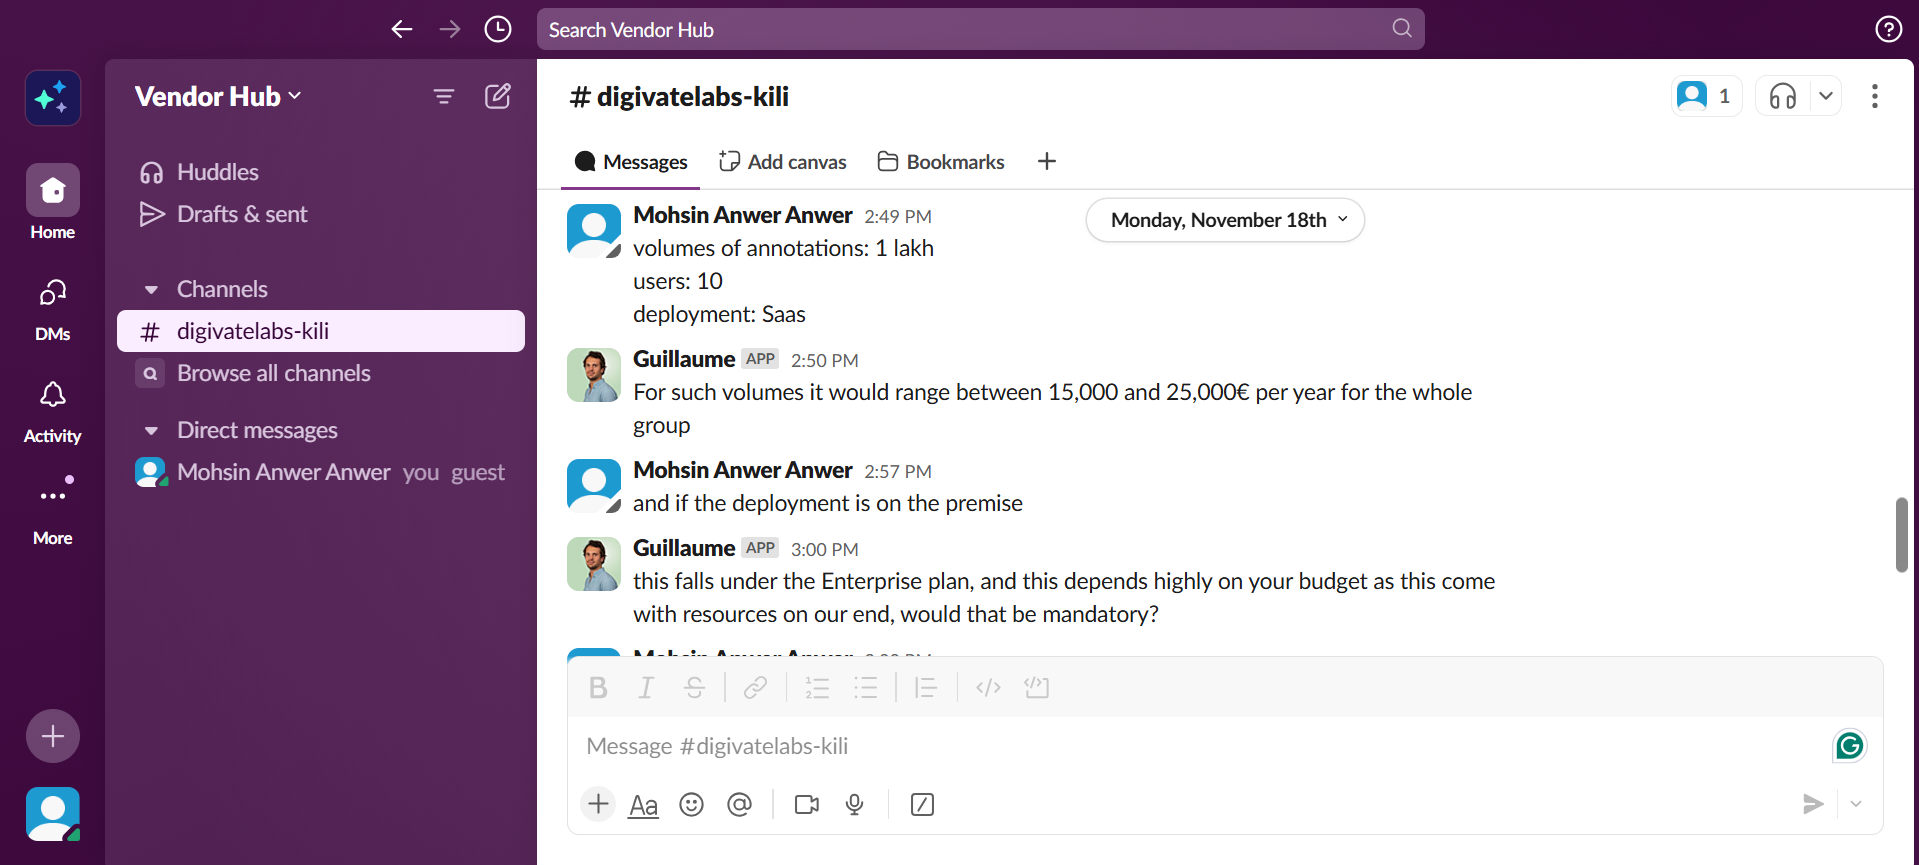 Search Vendor Hub
Vendor Hub
# digivatelabs-kili
1
Messages
Add canvas
Bookmarks
Home
Huddles
Drafts & sent
DMs
Channels
# digivatelabs-kili
Browse all channels
Activity
Direct messages
Mohsin Anwer Anwer you guest
More
Monday, November 18th
Mohsin Anwer Anwer 2:49 PM
volumes of annotations: 1 lakh
users: 10
deployment: Saas
Guillaume APP 2:50 PM
For such volumes it would range between 15,000 and 25,000€ per year for the whole
group
Mohsin Anwer Anwer 2:57 PM
and if the deployment is on the premise
Guillaume APP 3:00 PM
this falls under the Enterprise plan, and this depends highly on your budget as this come
with resources on our end, would that be mandatory?
Mohsin Anwer Anwer
Message #digivatelabs-kili
Aa